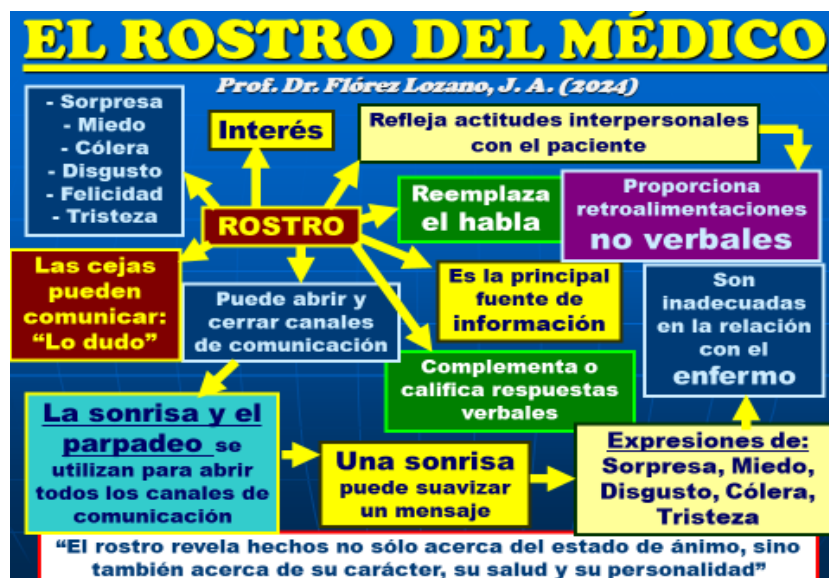 EL ROSTRO DEL MÉDICO
Prof. Dr. Flórez Lozano, J. A. (2024)
- Sorpresa
- Miedo
- Cólera
- Disgusto
- Felicidad
- Tristeza
Interés
Refleja actitudes interpersonales
con el paciente
ROSTRO
Reemplaza
el habla
Proporciona
retroalimentaciones
no verbales
Las cejas
pueden
comunicar:
“Lo dudo”
Puede abrir y
cerrar canales
de comunicación
Es la principal
fuente de
información
Son
inadecuadas
en la relación
con el
enfermo
Complementa o
califica respuestas
verbales
La sonrisa y el
parpadeo se
utilizan para abrir
todos los canales de
comunicación
Una sonrisa
puede suavizar
un mensaje
Expresiones de:
Sorpresa, Miedo,
Disgusto, Cólera,
Tristeza
“El rostro revela hechos no sólo acerca del estado de ánimo, sino
también acerca de su carácter, su salud y su personalidad”